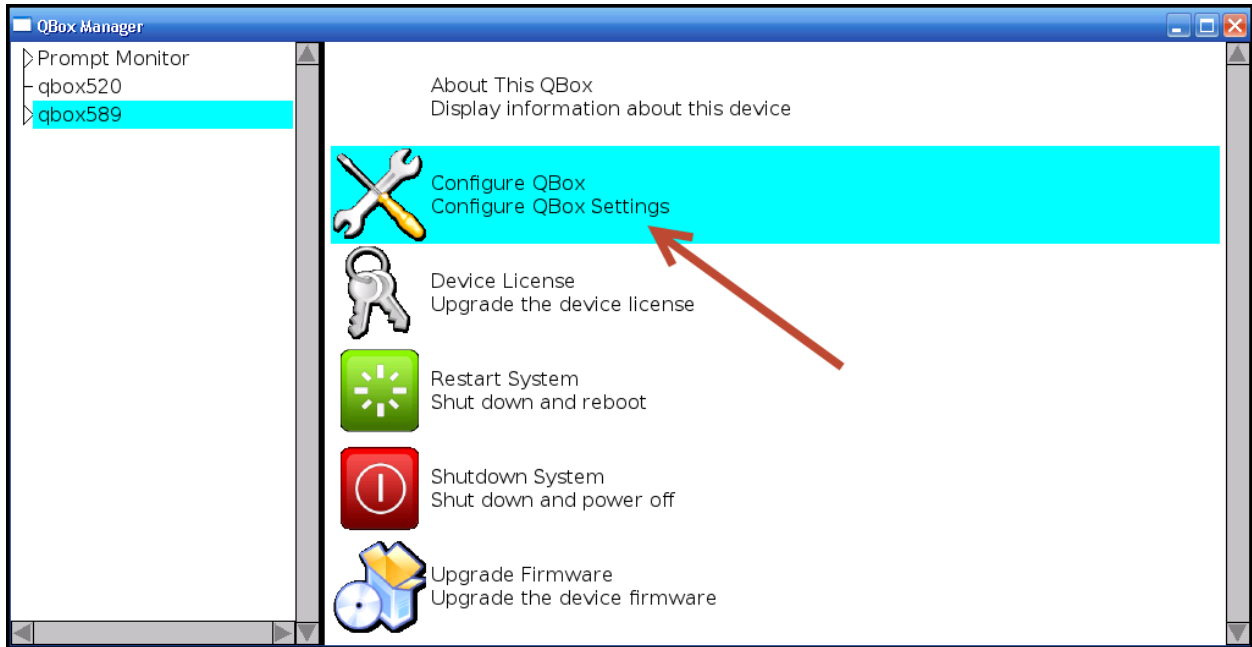 QBox Manager
Prompt Monitor
qbox520
qbox589
About This QBox
Display information about this device
Configure QBox
Configure QBox Settings
Device License
Upgrade the device license
Restart System
Shut down and reboot
Shutdown System
Shut down and power off
Upgrade Firmware
Upgrade the device firmware